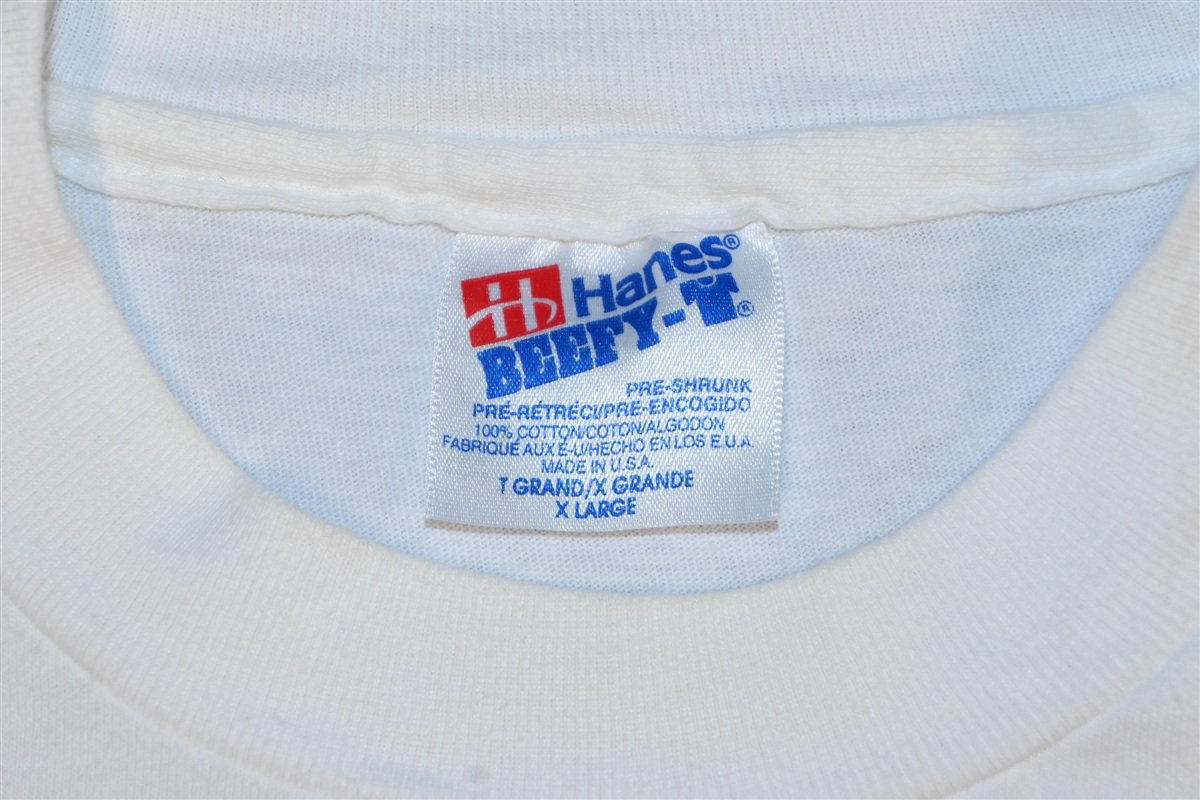 Hanes®
BEEFY-T®
PRE-SHRUNK
PRÉ-RÉTRÉCI/PRE-ENCOGIDO
100% COTTON/COTON/ALGODON
FABRIQUE AUX E-U/HECHO EN LOS E.U.A.
MADE IN U.S.A.
T GRAND/X GRANDE
X LARGE